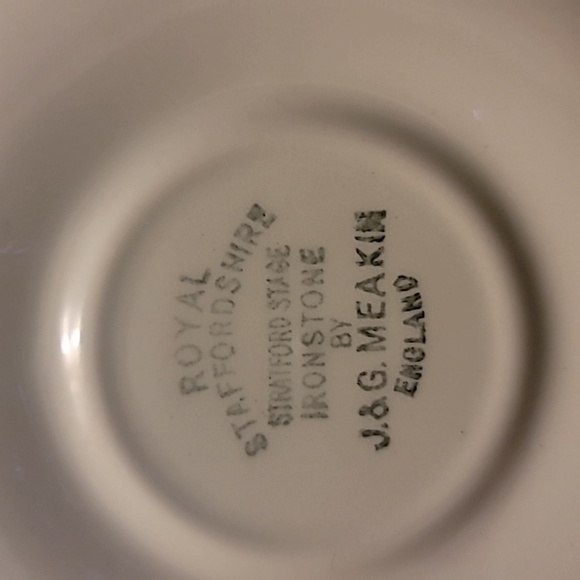 ROYAL
STAFFORDSHIRE
STRATFORD STAGE
IRONSTONE
BY
J.&G. MEAKIN
ENGLAND